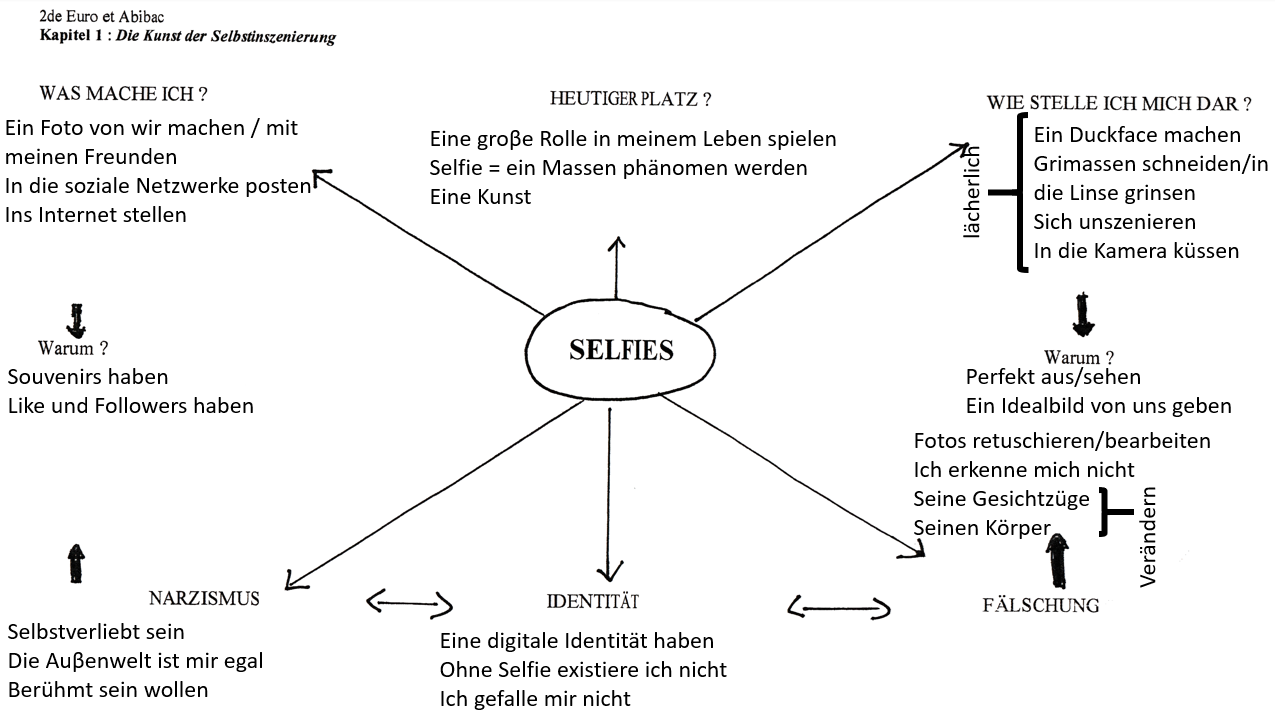 2de Euro et Abibac
Kapitel 1 : Die Kunst der Selbstinszenierung
WAS MACHE ICH ?
Ein Foto von wir machen / mit
meinen Freunden
In die soziale Netzwerke posten
Ins Internet stellen
Warum ?
Souvenirs haben
Like und Followers haben
HEUTIGER PLATZ ?
Eine große Rolle in meinem Leben spielen
Selfie = ein Massen phänomen werden
Eine Kunst
WIE STELLE ICH MICH DAR ?
lächerlich
Ein Duckface machen
Grimassen schneiden/in
die Linse grinsen
Sich unszenieren
In die Kamera küssen
Warum ?
Perfekt aus/sehen
Ein Idealbild von uns geben
SELFIES
Fotos retuschieren/bearbeiten
Ich erkenne mich nicht
Seine Gesichtzüge
Seinen Körper
Verändern
FÄLSCHUNG
NARZISMUS
Selbstverliebt sein
Die Auβenwelt ist mir egal
Berühmt sein wollen
IDENTITÄT
Eine digitale Identität haben
Ohne Selfie existiere ich nicht
Ich gefalle mir nicht